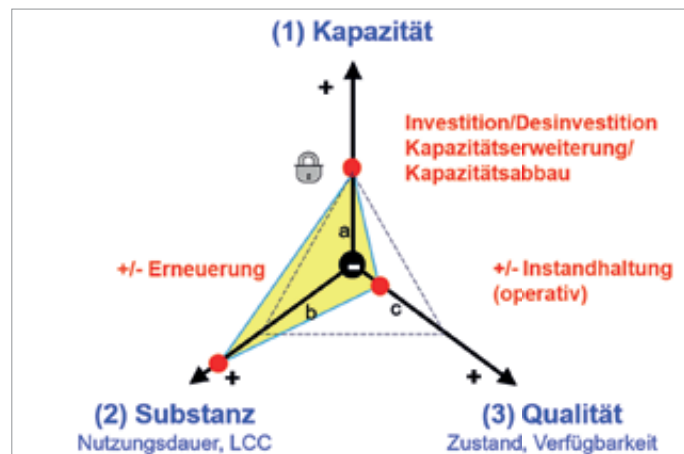 (1) Kapazität
+
Investition/Desinvestition
Kapazitätserweiterung/
Kapazitätsabbau
a
+/- Erneuerung
-
+/- Instandhaltung
(operativ)
b
c
+
+
(2) Substanz
Nutzungsdauer, LCC
(3) Qualität
Zustand, Verfügbarkeit